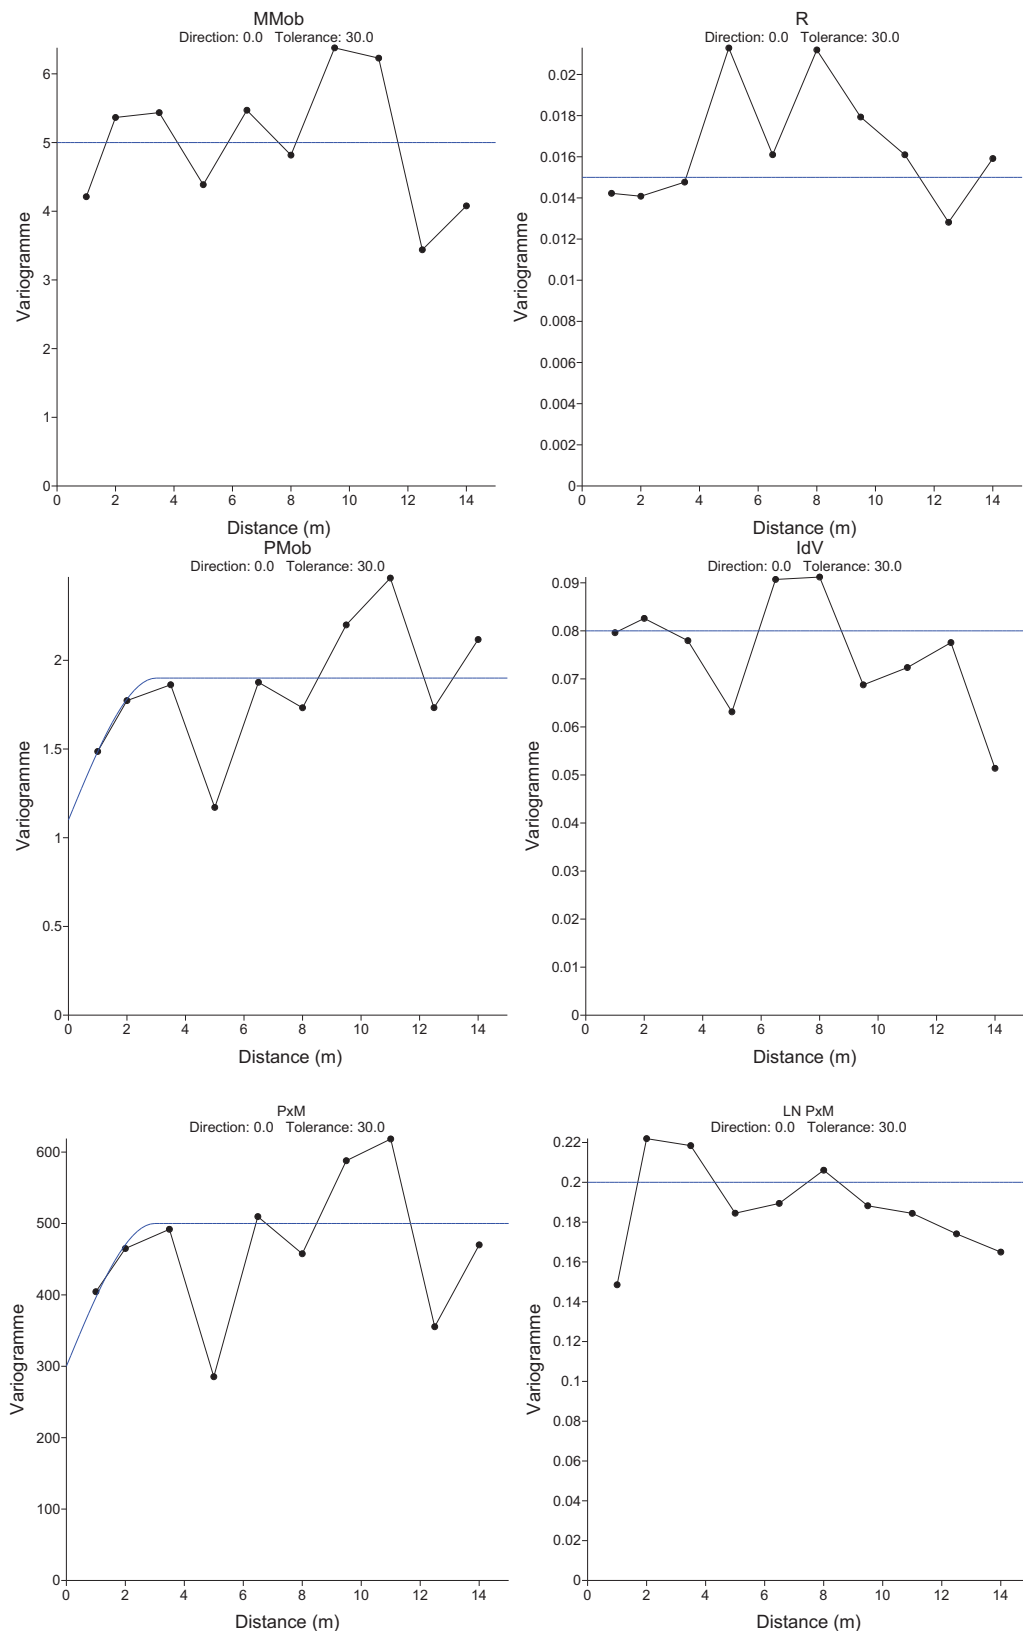 MMob
Direction: 0.0 Tolerance: 30.0
6
5
4
3
2
1
0
Variogramme
0 2 4 6 8 10 12 14
Distance (m)
R
Direction: 0.0 Tolerance: 30.0
0.02
0.018
0.016
0.014
0.012
0.01
0.008
0.006
0.004
0.002
0
Variogramme
0 2 4 6 8 10 12 14
Distance (m)
PMob
Direction: 0.0 Tolerance: 30.0
2
1.5
1
0.5
0
Variogramme
0 2 4 6 8 10 12 14
Distance (m)
IdV
Direction: 0.0 Tolerance: 30.0
0.09
0.08
0.07
0.06
0.05
0.04
0.03
0.02
0.01
0
Variogramme
0 2 4 6 8 10 12 14
Distance (m)
PxM
Direction: 0.0 Tolerance: 30.0
600
500
400
300
200
100
0
Variogramme
0 2 4 6 8 10 12 14
Distance (m)
LN PxM
Direction: 0.0 Tolerance: 30.0
0.22
0.2
0.18
0.16
0.14
0.12
0.1
0.08
0.06
0.04
0.02
0
Variogramme
0 2 4 6 8 10 12 14
Distance (m)